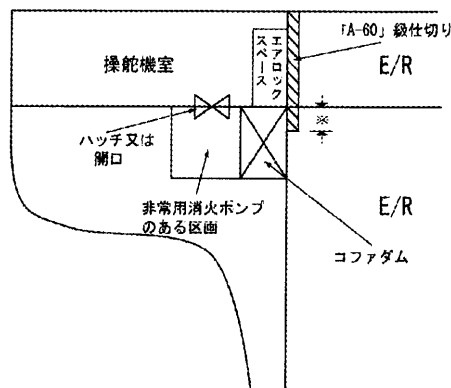 「A-60」級仕切り
エアロック
スペース
操舵機室
E/R
※
ハッチ又は
開口
非常用消火ポンプ
のある区画
E/R
コファダム